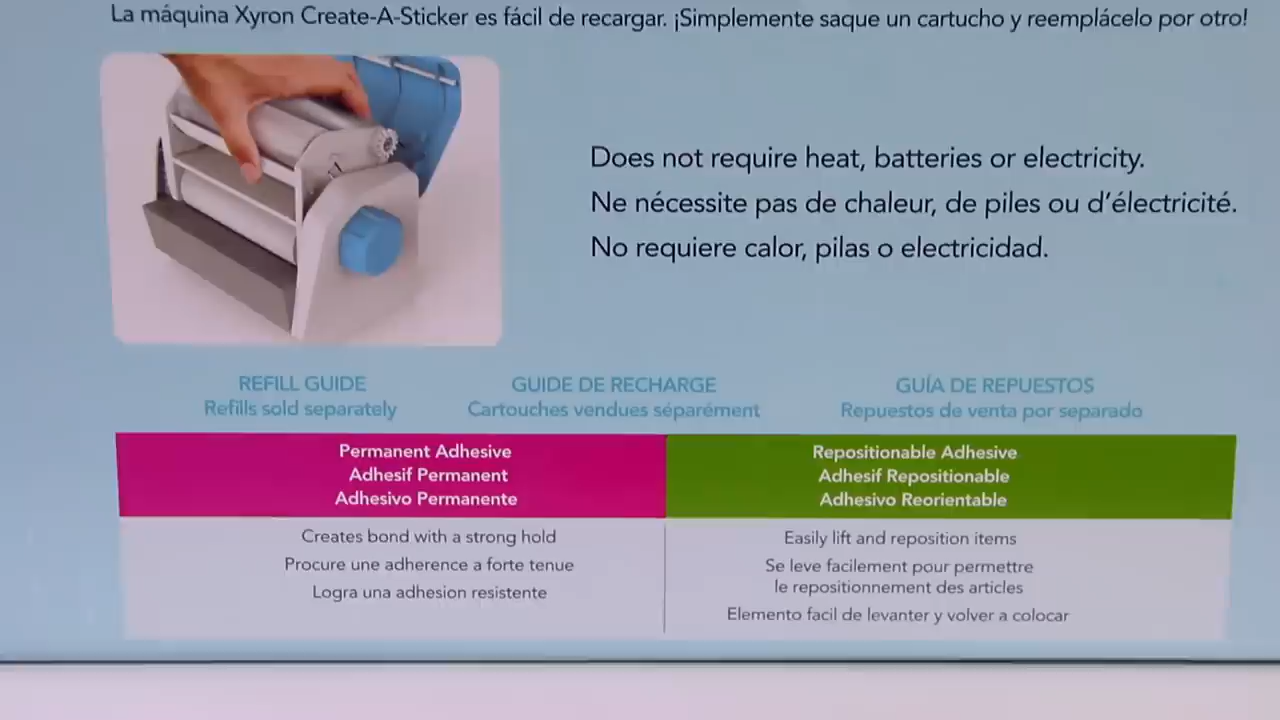 La máquina Xyron Create-A-Sticker es fácil de recargar. ¡Simplemente saque un cartucho y reemplácelo por otro!
Does not require heat, batteries or electricity.
Ne nécessite pas de chaleur, de piles ou d'électricité.
No requiere calor, pilas o electricidad.
REFILL GUIDE
Refills sold separately
GUIDE DE RECHARGE
Cartouches vendues séparément
GUÍA DE REPUESTOS
Repuestos de venta por separado
Permanent Adhesive
Adhesif Permanent
Adhesivo Permanente
Repositionable Adhesive
Adhesif Repositionable
Adhesivo Reorientable
Creates bond with a strong hold
Procure une adherence a forte tenue
Logra una adhesion resistente
Easily lift and reposition items
Se leve facilement pour permettre
le repositionnement des articles
Elemento facil de levanter y volver a colocar